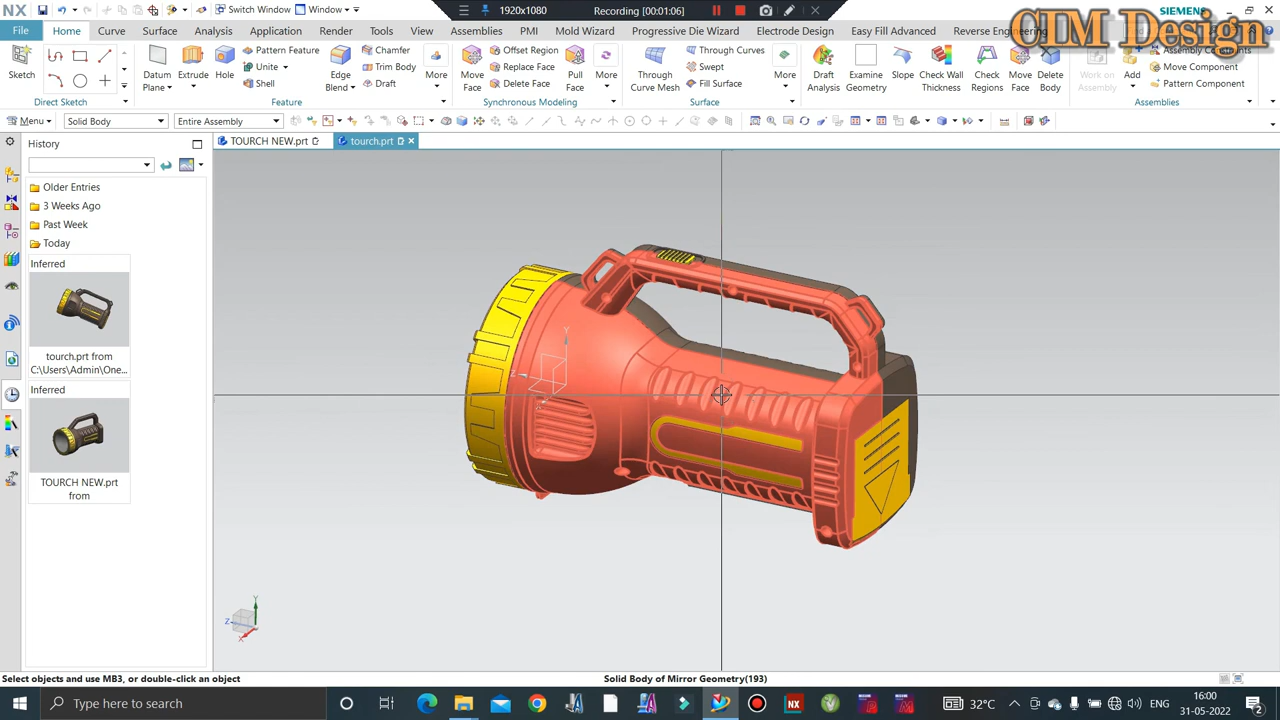 NX
Switch Window
Window
1920x1080
Recording [00:01:06]
SIEMENS
CIM Design
File
Home
Curve
Surface
Analysis
Application
Render
Tools
View
Assemblies
PMI
Mold Wizard
Progressive Die Wizard
Electrode Design
Easy Fill Advanced
Reverse Engineering
Sketch
Direct Sketch
Datum Plane
Extrude
Hole
Pattern Feature
Unite
Shell
Edge Blend
Chamfer
Trim Body
Draft
More
Feature
Move Face
Offset Region
Replace Face
Delete Face
Pull Face
More
Synchronous Modeling
Through Curve Mesh
Through Curves
Swept
Fill Surface
More
Surface
Draft Analysis
Examine Geometry
Slope
Check Wall Thickness
Check Regions
Move Face
Delete Body
Work on Assembly
Add
Assembly Constraints
Move Component
Pattern Component
Assemblies
Menu
Solid Body
Entire Assembly
TOURCH NEW.prt
tourch.prt
History
Older Entries
3 Weeks Ago
Past Week
Today
Inferred
tourch.prt from
C:\Users\Admin\One...
Inferred
TOURCH NEW.prt
from
Y
Z
Y
Z
X
Select objects and use MB3, or double-click an object
Solid Body of Mirror Geometry(193)
Type here to search
NX
32°C
ENG
16:00
31-05-2022
2